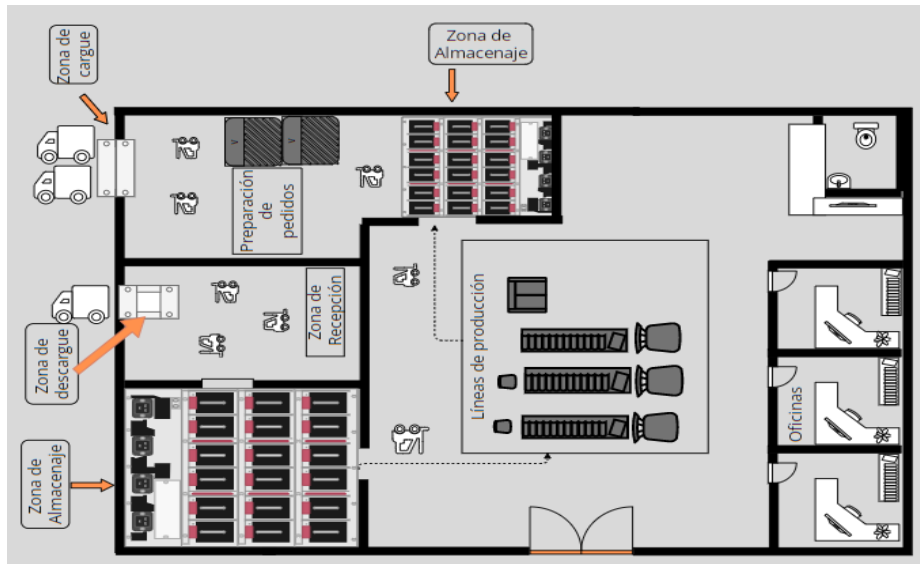 Zona de
cargue
Zona de
Almacenaje
Preparación
de
pedidos
Zona de
Recepción
Zona de
descargue
Líneas de producción
Oficinas
Zona de
Almacenaje